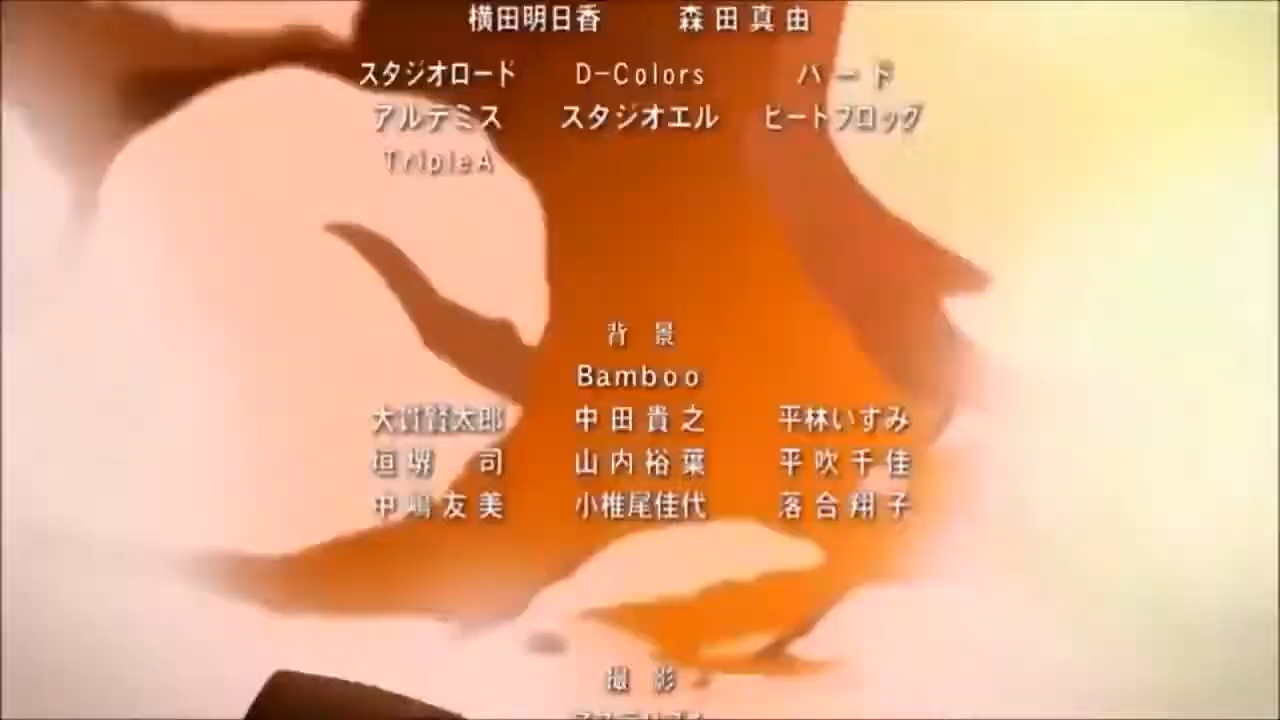 横田明日香 森田真由
スタジオロード D-Colors バード
アルテミス スタジオエル ビートフロッグ
TripleA
背景
Bamboo
大貫賢太郎 中田貴之 平林いずみ
垣堺 司 山内裕葉 平吹千佳
中嶋友美 小椎尾佳代 落合翔子
撮影